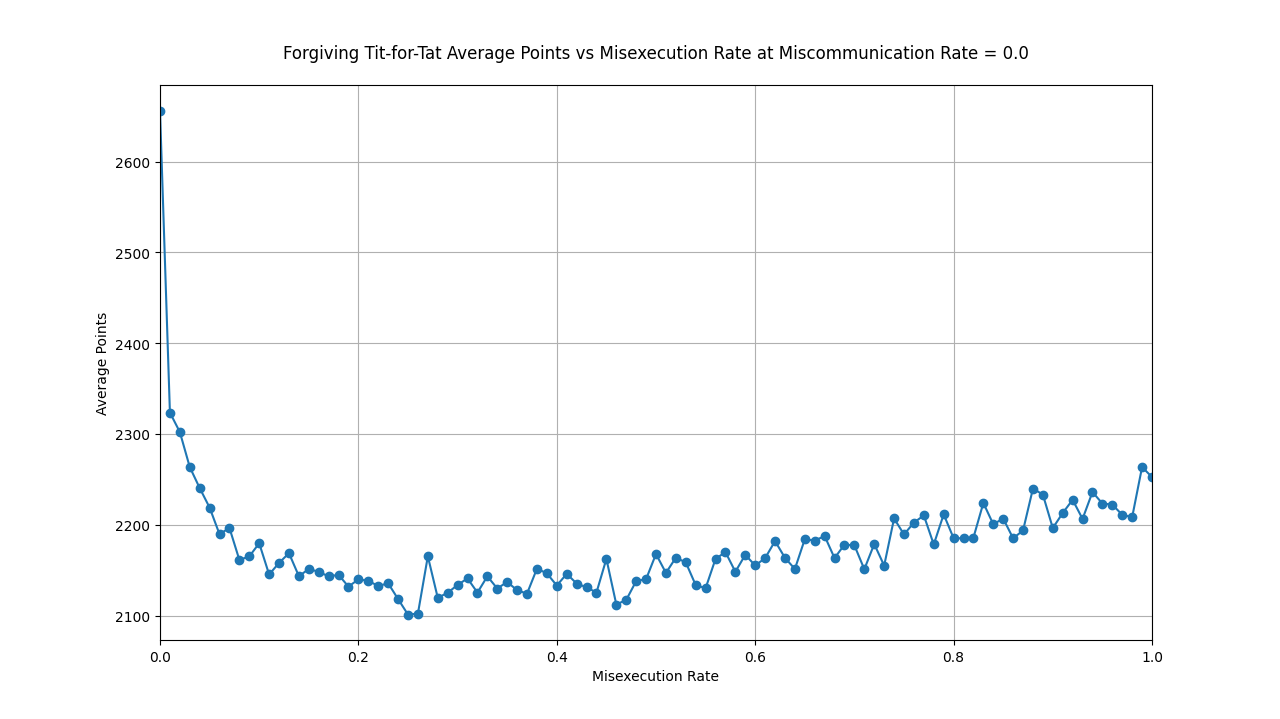 Forgiving Tit-for-Tat Average Points vs Misexecution Rate at Miscommunication Rate = 0.0
2600
2500
2400
2300
2200
2100
Average Points
0.0 0.2 0.4 0.6 0.8 1.0
Misexecution Rate